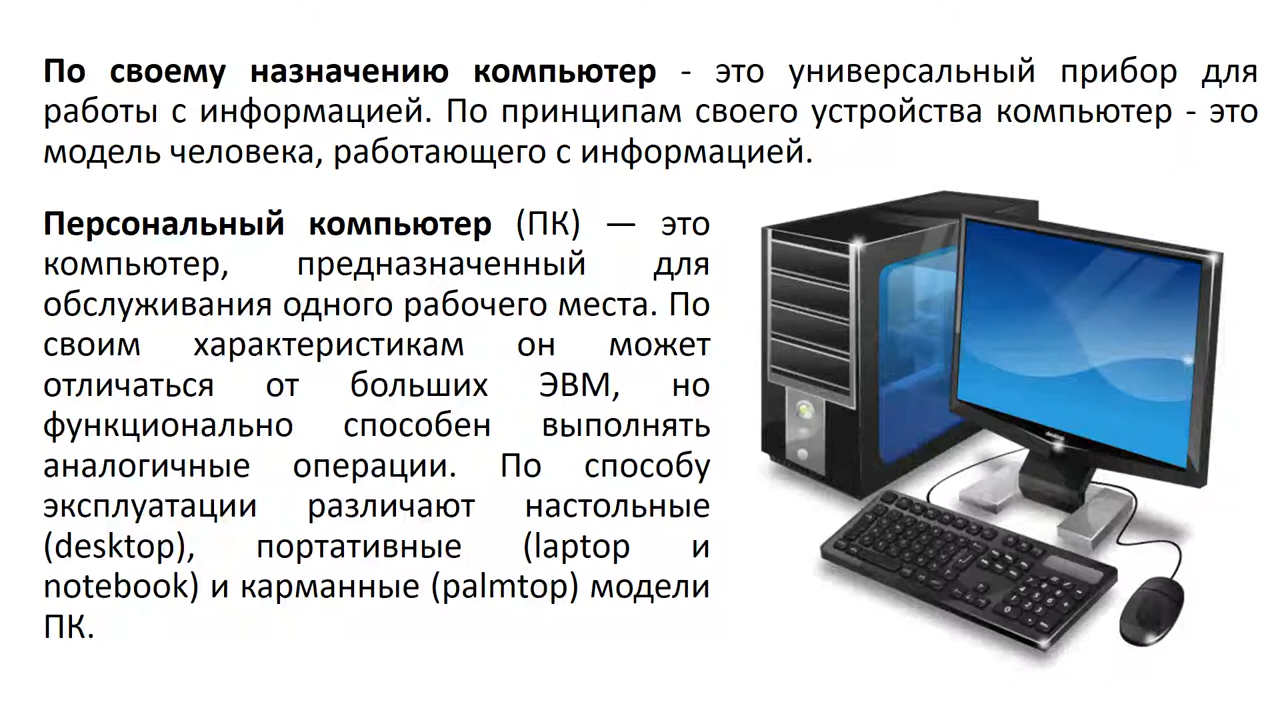 По своему назначению компьютер - это универсальный прибор для
работы с информацией. По принципам своего устройства компьютер - это
модель человека, работающего с информацией.
Персональный компьютер (ПК) — это
компьютер, предназначенный для
обслуживания одного рабочего места. По
своим характеристикам он может
отличаться от больших ЭВМ, но
функционально способен выполнять
аналогичные операции. По способу
эксплуатации различают настольные
(desktop), портативные (laptop и
notebook) и карманные (palmtop) модели
ПК.